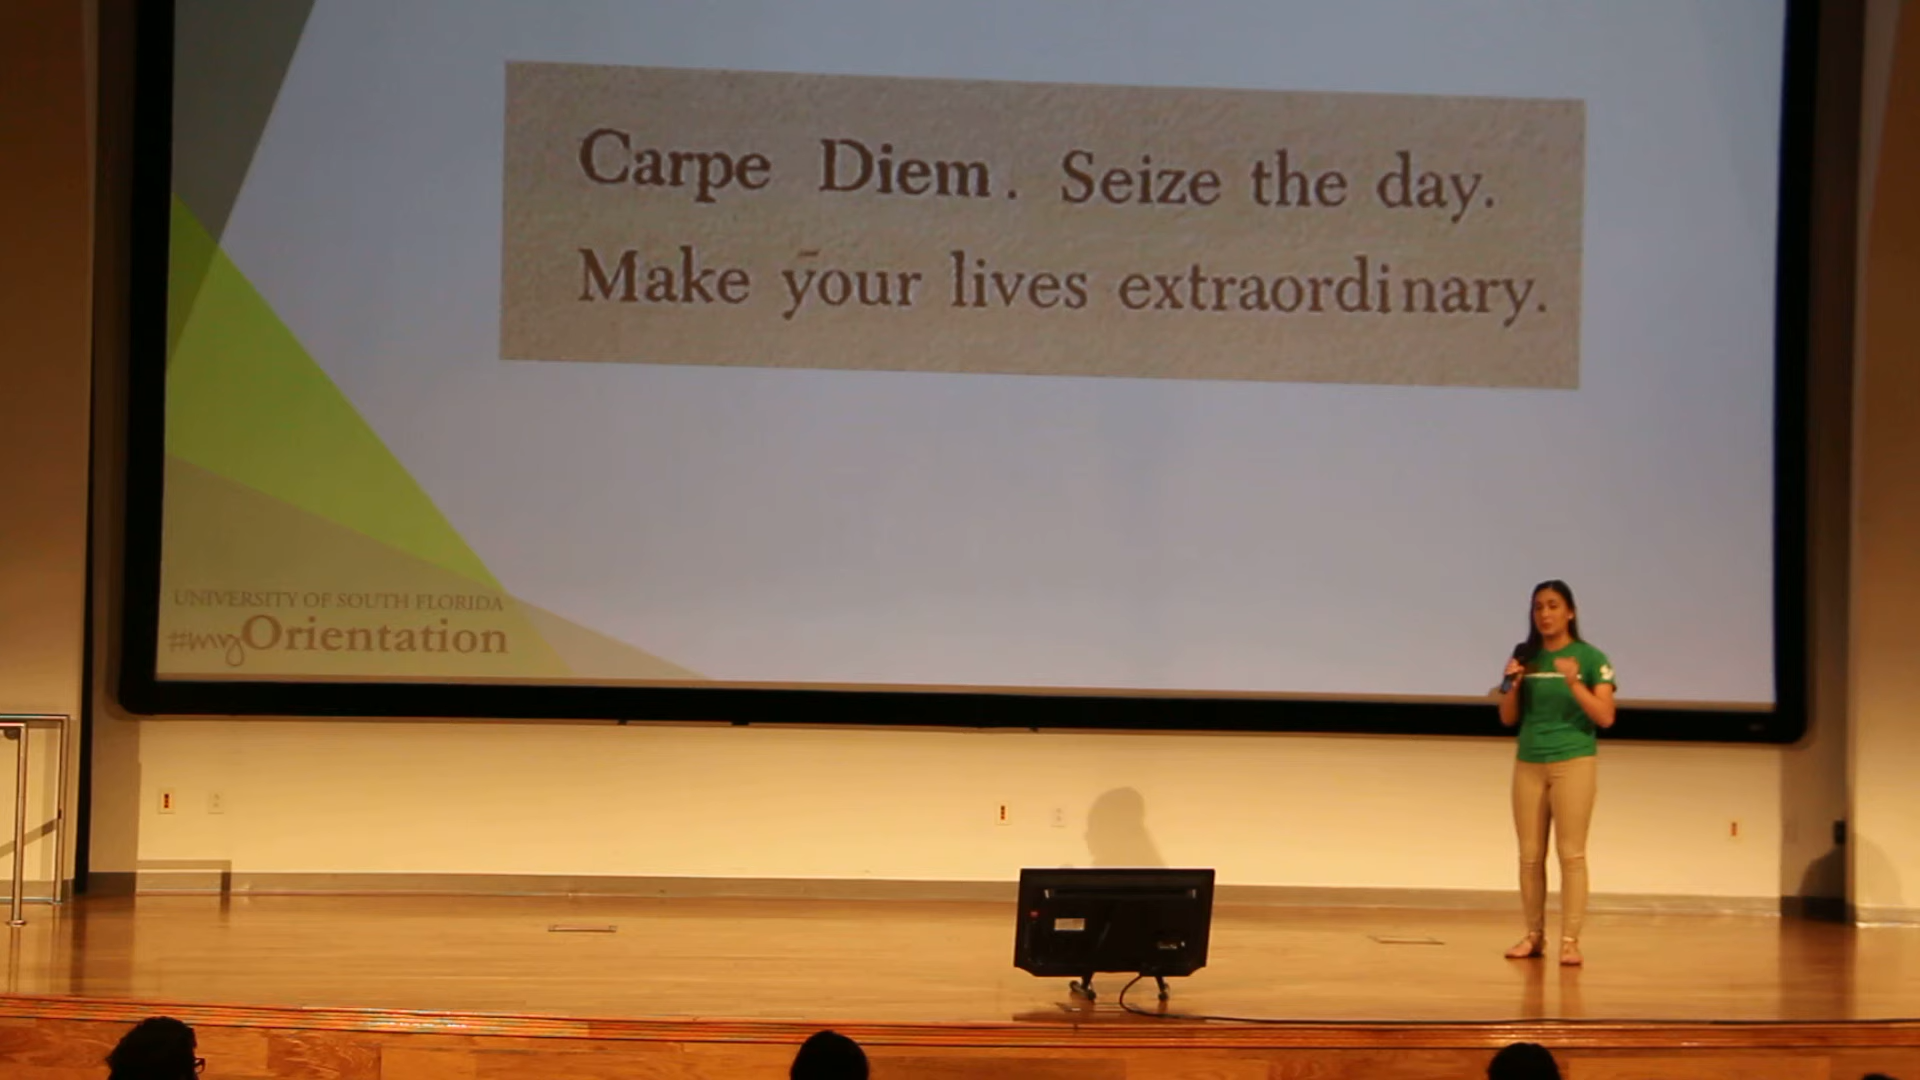 Carpe Diem. Seize the day.
Make your lives extraordinary.
UNIVERSITY OF SOUTH FLORIDA
#myOrientation